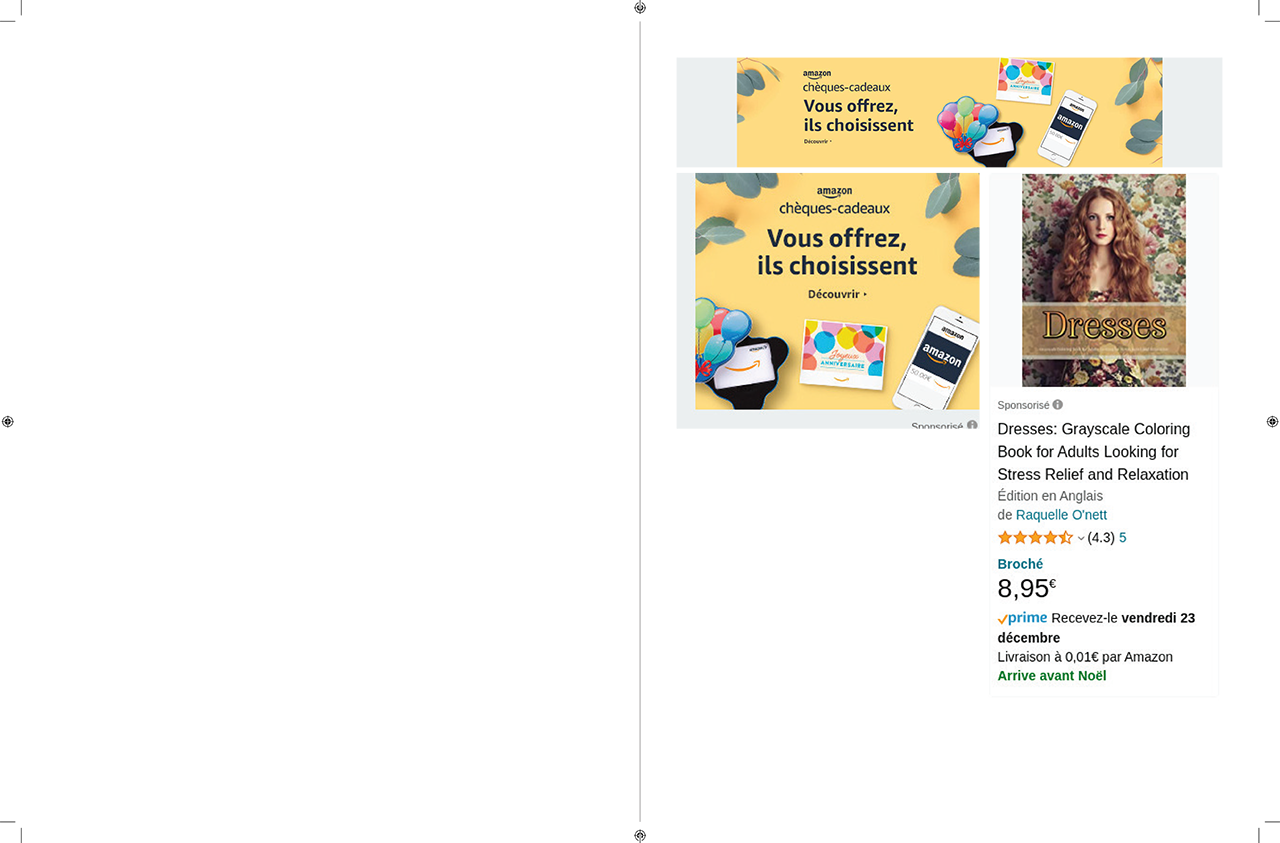 amazon
chèques-cadeaux
Vous offrez,
ils choisissent
Découvrir
Joyeux
ANNIVERSAIRE
amazon
amazon
50.00€
amazon
chèques-cadeaux
Vous offrez,
ils choisissent
Découvrir
Joyeux
ANNIVERSAIRE
amazon
amazon
50.00€
Sponsorisé
Dresses
Sponsorisé
Dresses: Grayscale Coloring
Book for Adults Looking for
Stress Relief and Relaxation
Édition en Anglais
de Raquelle O'nett
(4.3) 5
Broché
8,95€
prime Recevez-le vendredi 23
décembre
Livraison à 0,01€ par Amazon
Arrive avant Noël